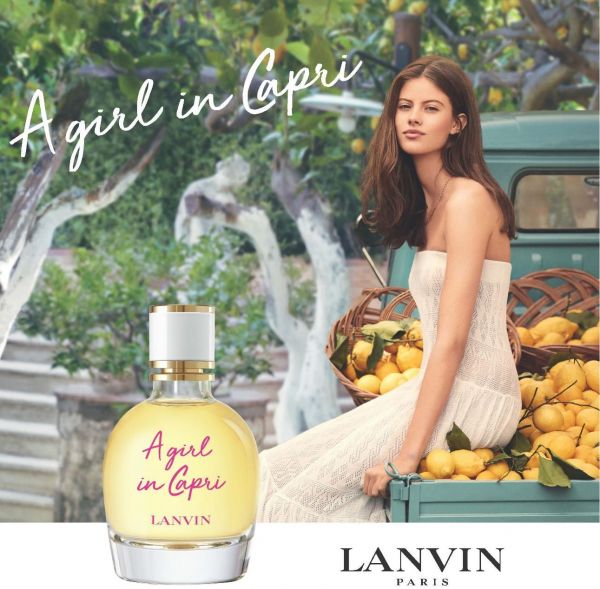 A girl in Capri
A girl
in Capri
LANVIN
LANVIN
PARIS